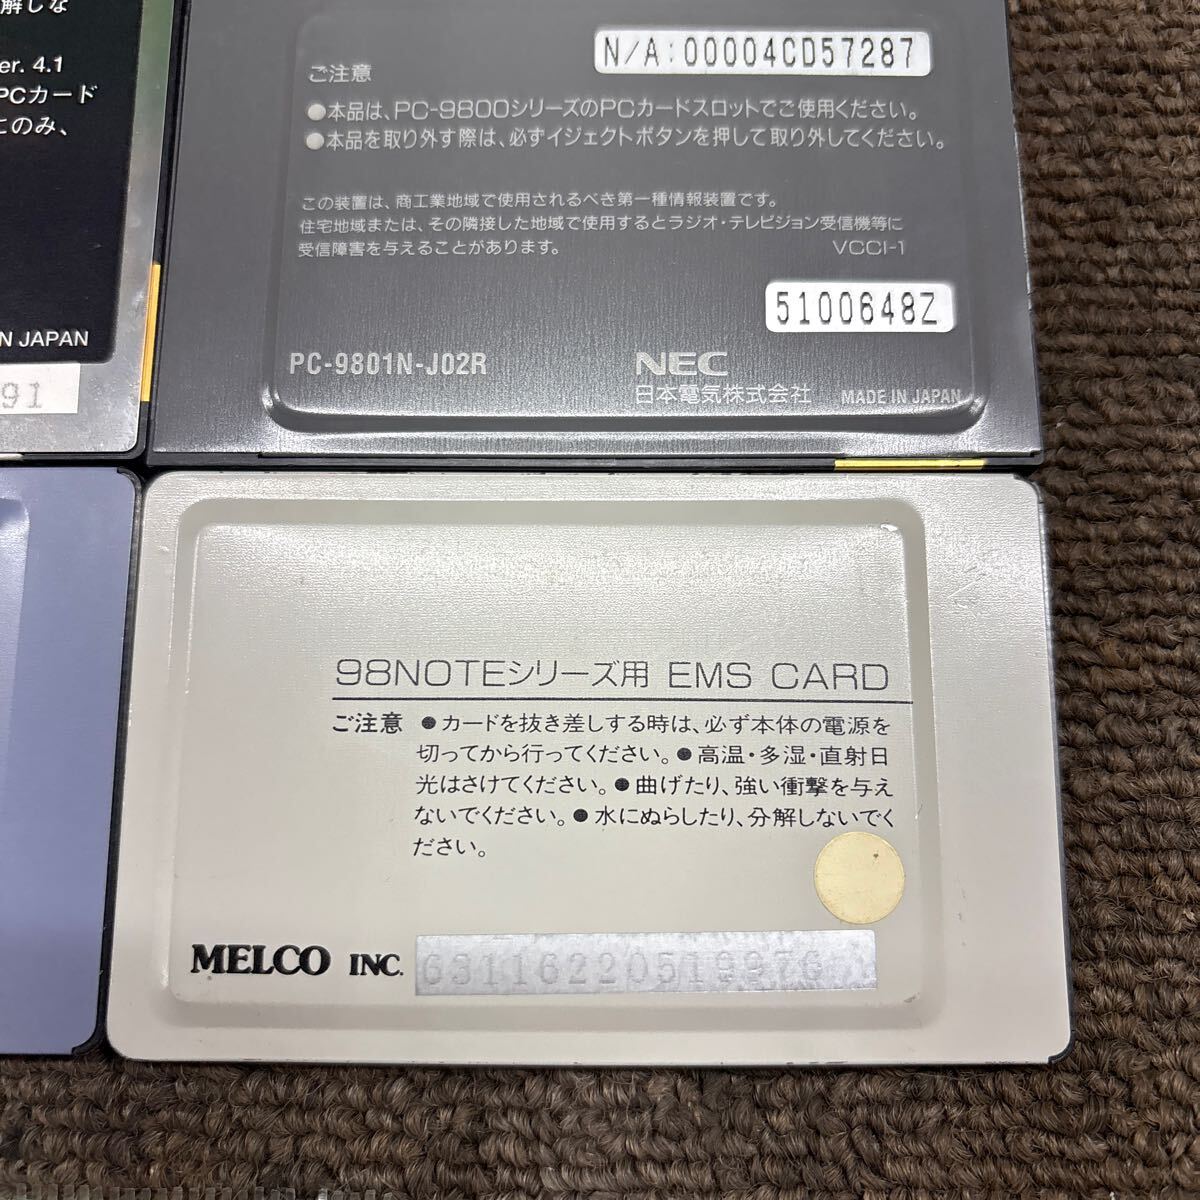 解しな
er. 4.1
PCカード
このみ、
N JAPAN
91
N/A:00004CD57287
ご注意
●本品は、PC-9800シリーズのPCカードスロットでご使用ください。
●本品を取り外す際は、必ずイジェクトボタンを押して取り外してください。
この装置は、商工業地域で使用されるべき第一種情報装置です。
住宅地域または、その隣接した地域で使用するとラジオ・テレビジョン受信機等に
受信障害を与えることがあります。 VCCI-1
5100648Z
PC-9801N-J02R
NEC
日本電気株式会社 MADE IN JAPAN
98NOTEシリーズ用 EMS CARD
ご注意 ●カードを抜き差しする時は、必ず本体の電源を
切ってから行ってください。●高温・多湿・直射日
光はさけてください。●曲げたり、強い衝撃を与え
ないでください。●水にぬらしたり、分解しないでく
ださい。
MELCO INC. 63116220519976